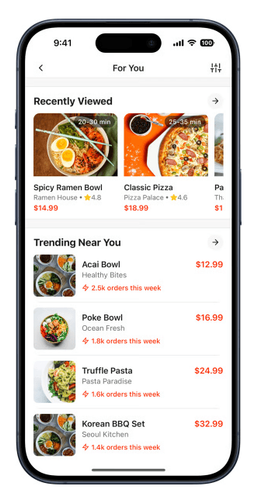 9:41
100
For You
Recently Viewed
20-30 min
25-35 min
Spicy Ramen Bowl
Classic Pizza
Pa
Ramen House • ⭐4.8
Pizza Palace • ⭐4.6
Tha
$14.99
$18.99
$1
Trending Near You
Acai Bowl
$12.99
Healthy Bites
2.5k orders this week
Poke Bowl
$16.99
Ocean Fresh
1.8k orders this week
Truffle Pasta
$24.99
Pasta Paradise
1.6k orders this week
Korean BBQ Set
$32.99
Seoul Kitchen
1.4k orders this week